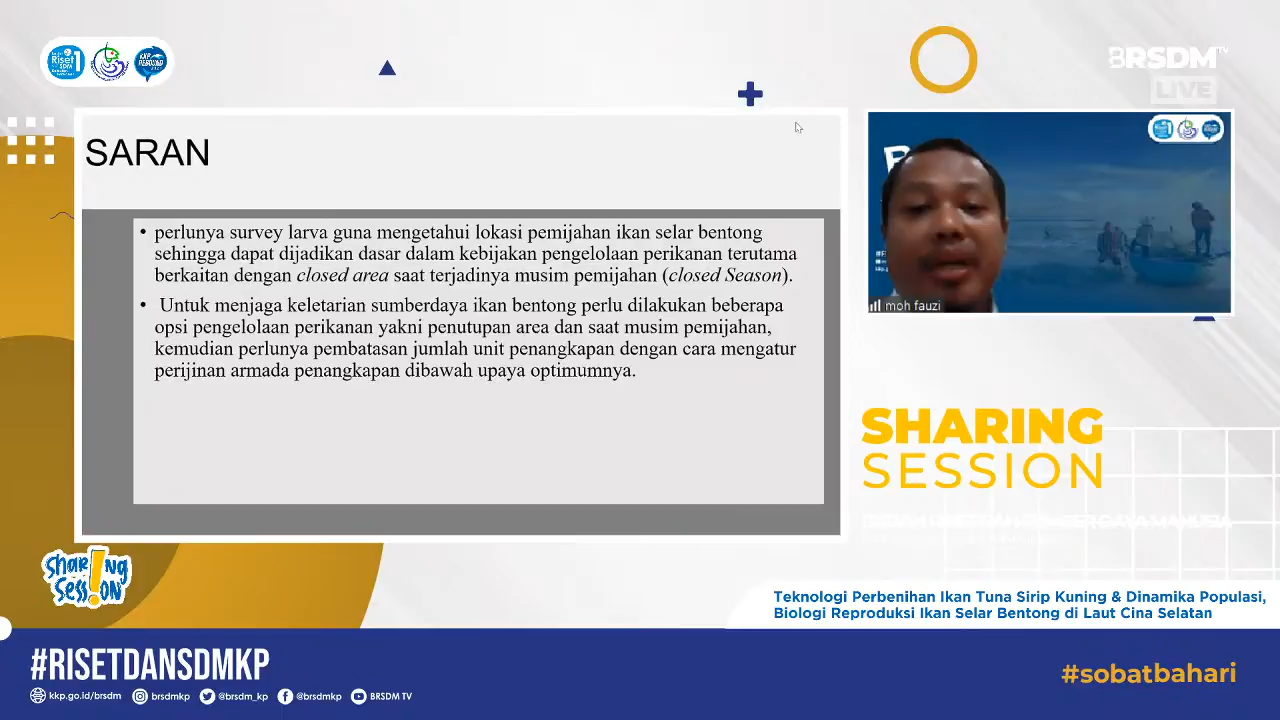 BRSDM TV
LIVE
SARAN
• perlunya survey larva guna mengetahui lokasi pemijahan ikan selar bentong
sehingga dapat dijadikan dasar dalam kebijakan pengelolaan perikanan terutama
berkaitan dengan closed area saat terjadinya musim pemijahan (closed Season).
• Untuk menjaga keletarian sumberdaya ikan bentong perlu dilakukan beberapa
opsi pengelolaan perikanan yakni penutupan area dan saat musim pemijahan,
kemudian perlunya pembatasan jumlah unit penangkapan dengan cara mengatur
perijinan armada penangkapan dibawah upaya optimumnya.
moh fauzi
SHARING
SESSION
Sharing
Sess!on
Teknologi Perbenihan Ikan Tuna Sirip Kuning & Dinamika Populasi,
Biologi Reproduksi Ikan Selar Bentong di Laut Cina Selatan
#RISETDANSDMKP
kkp.go.id/brsdm brsdmkp @brsdm_kp @brsdmkp BRSDM TV
#sobatbahari